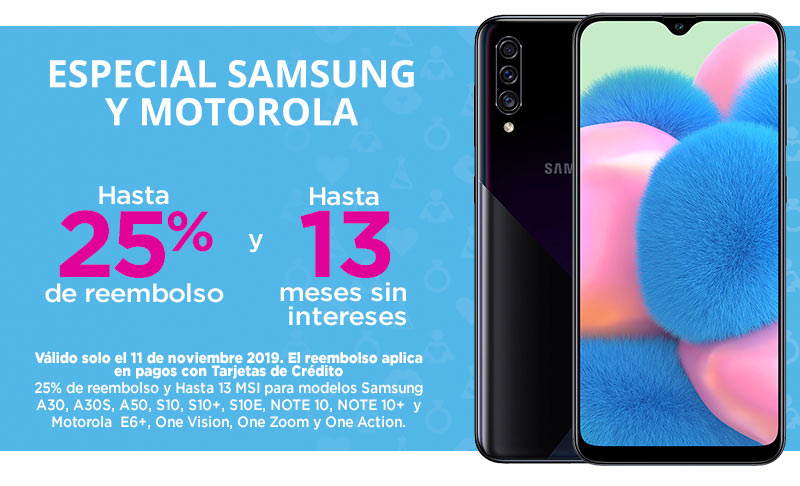 ESPECIAL SAMSUNG
Y MOTOROLA
Hasta
25%
de reembolso
y
Hasta
13
meses sin
intereses
Válido solo el 11 de noviembre 2019. El reembolso aplica
en pagos con Tarjetas de Crédito
25% de reembolso y Hasta 13 MSI para modelos Samsung
A30, A30S, A50, S10, S10+, S10E, NOTE 10, NOTE 10+ y
Motorola E6+, One Vision, One Zoom y One Action.
SAM